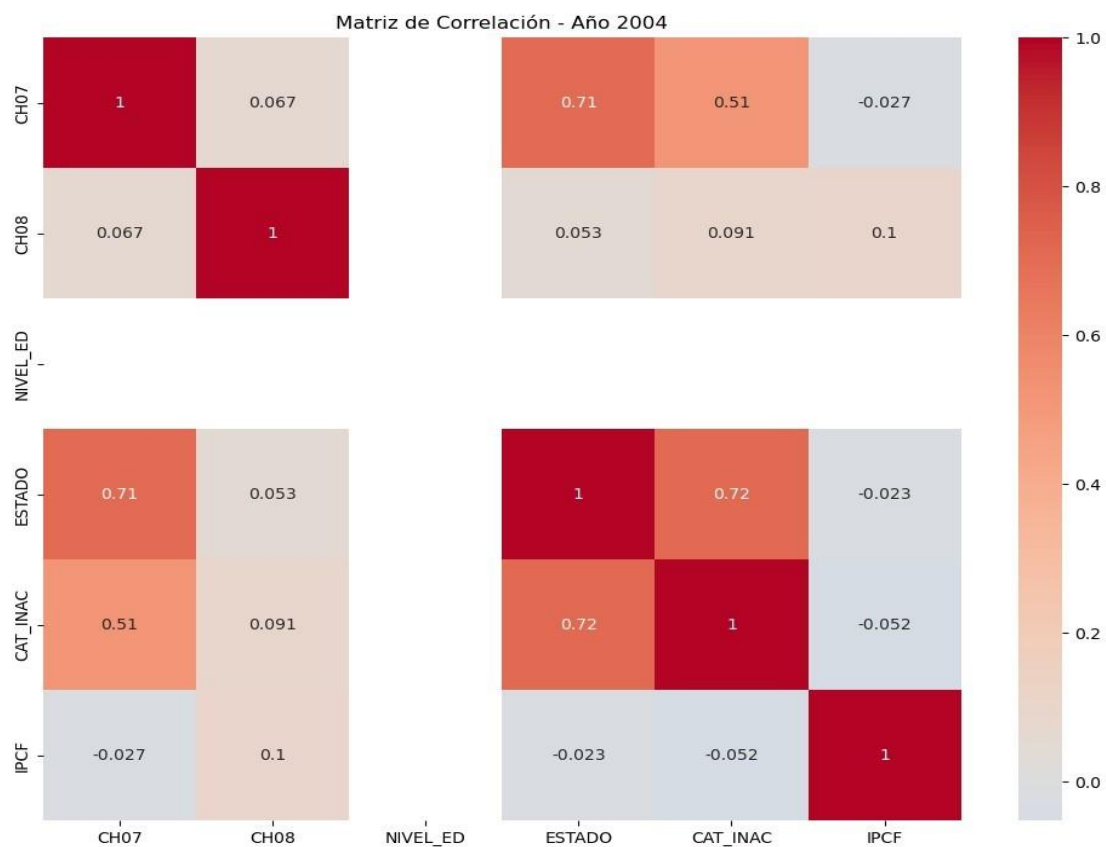 Matriz de Correlación - Año 2004
CH07 1 0.067 0.71 0.51 -0.027
CH08 0.067 1 0.053 0.091 0.1
NIVEL_ED
ESTADO 0.71 0.053 1 0.72 -0.023
CAT_INAC 0.51 0.091 0.72 1 -0.052
IPCF -0.027 0.1 -0.023 -0.052 1
CH07 CH08 NIVEL_ED ESTADO CAT_INAC IPCF
1.0
0.8
0.6
0.4
0.2
0.0